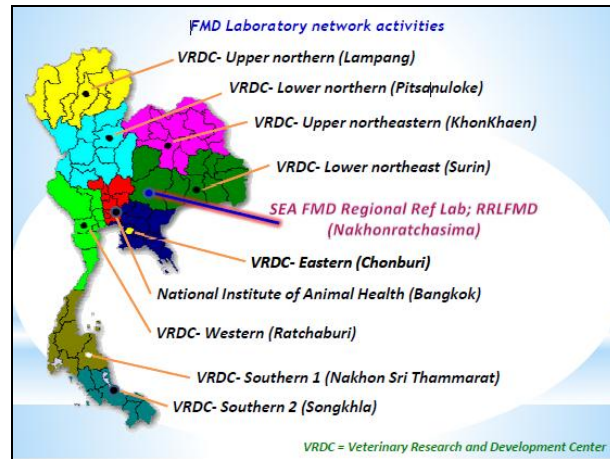 FMD Laboratory network activities
VRDC- Upper northern (Lampang)
VRDC- Lower northern (Pitsanuloke)
VRDC- Upper northeastern (KhonKhaen)
VRDC- Lower northeast (Surin)
SEA FMD Regional Ref Lab; RRLFMD
(Nakhonratchasima)
VRDC- Eastern (Chonburi)
National Institute of Animal Health (Bangkok)
VRDC- Western (Ratchaburi)
VRDC- Southern 1 (Nakhon Sri Thammarat)
VRDC- Southern 2 (Songkhla)
VRDC = Veterinary Research and Development Center